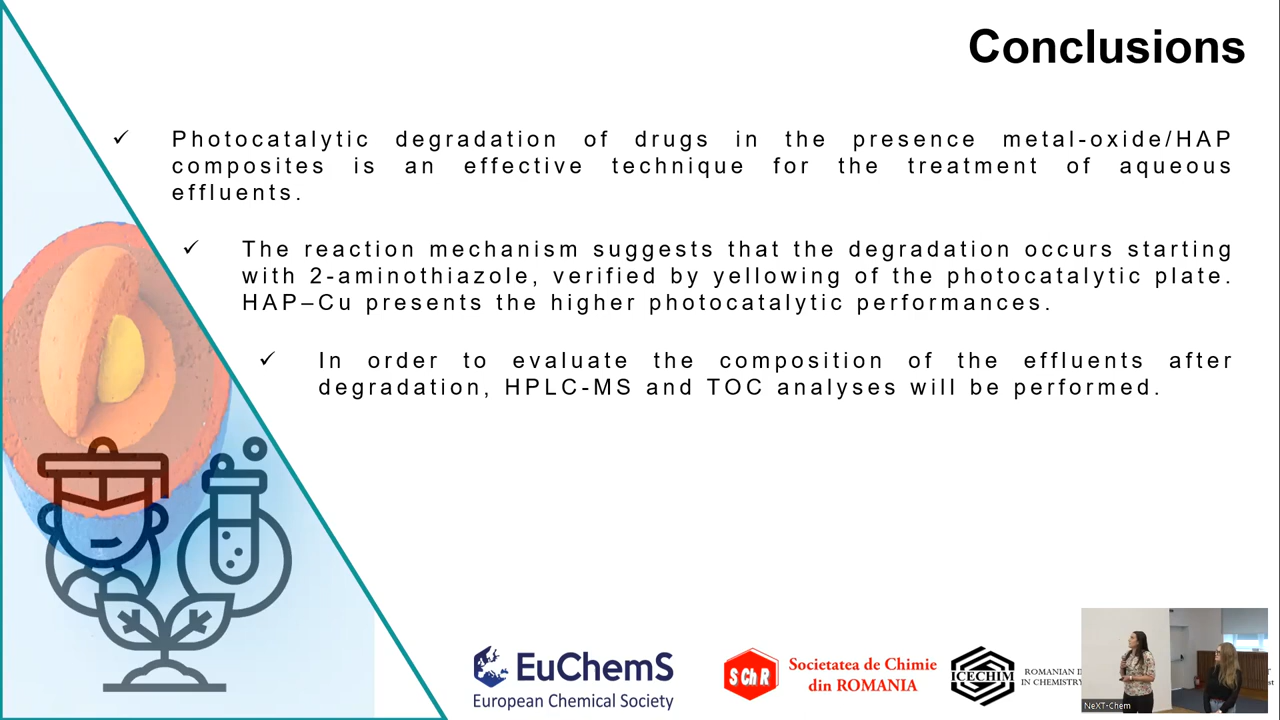 Conclusions
✓ Photocatalytic degradation of drugs in the presence metal-oxide/HAP
composites is an effective technique for the treatment of aqueous
effluents.
✓ The reaction mechanism suggests that the degradation occurs starting
with 2-aminothiazole, verified by yellowing of the photocatalytic plate.
HAP–Cu presents the higher photocatalytic performances.
✓ In order to evaluate the composition of the effluents after
degradation, HPLC-MS and TOC analyses will be performed.
EuChemS
European Chemical Society
SChR
Societatea de Chimie
din ROMANIA
ICECHIM
ROMANIAN
IN CHEMISTRY
NeXT-Chem